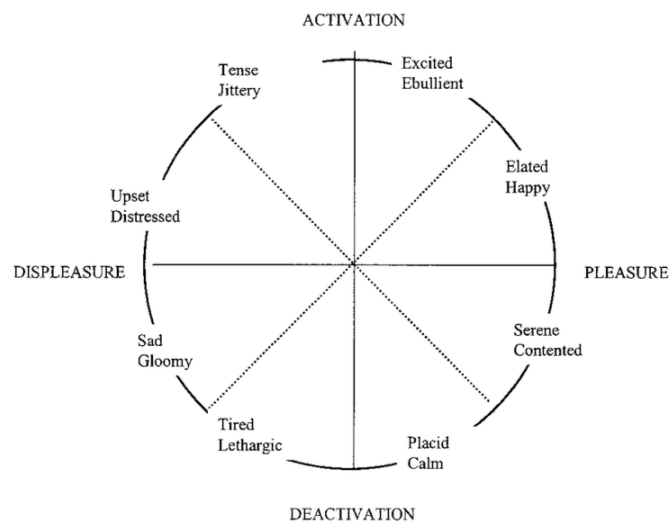 ACTIVATION
Tense
Jittery
Excited
Ebullient
Elated
Happy
Upset
Distressed
DISPLEASURE
PLEASURE
Sad
Gloomy
Serene
Contented
Tired
Lethargic
Placid
Calm
DEACTIVATION